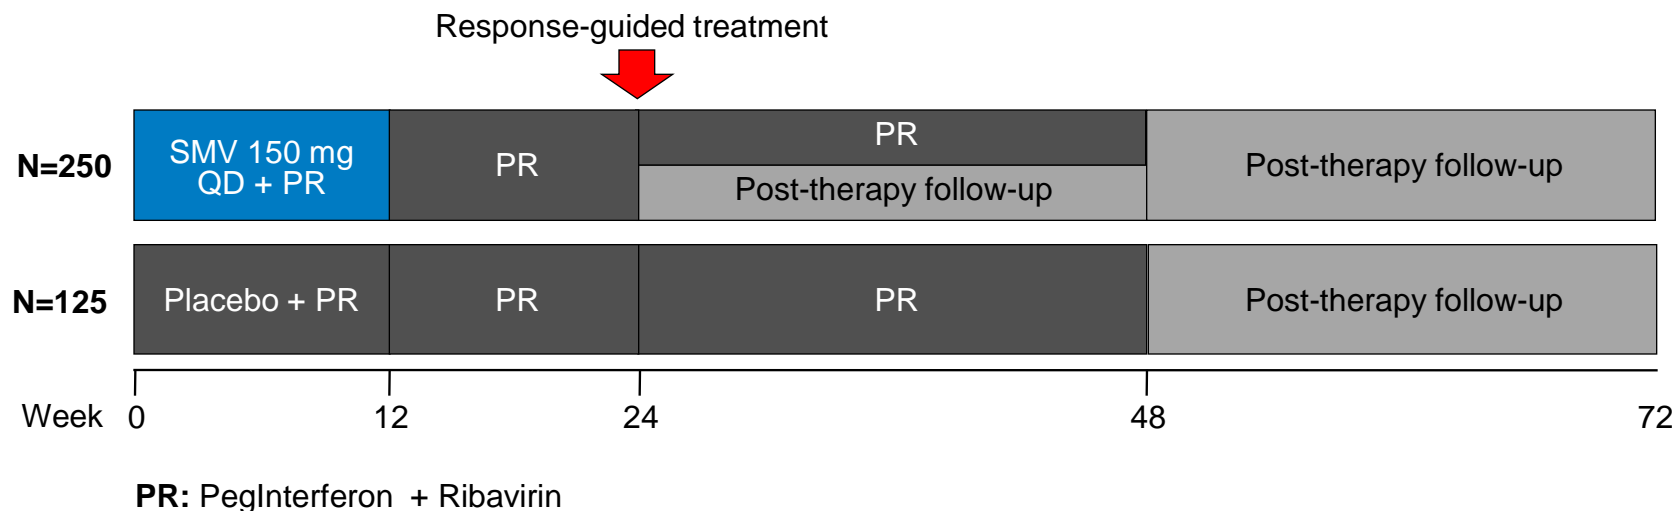 Response-guided treatment
N=250
SMV 150 mg
QD + PR
PR
PR
Post-therapy follow-up
Post-therapy follow-up
N=125
Placebo + PR
PR
PR
Post-therapy follow-up
Week 0 12 24 48 72
PR: PegInterferon + Ribavirin